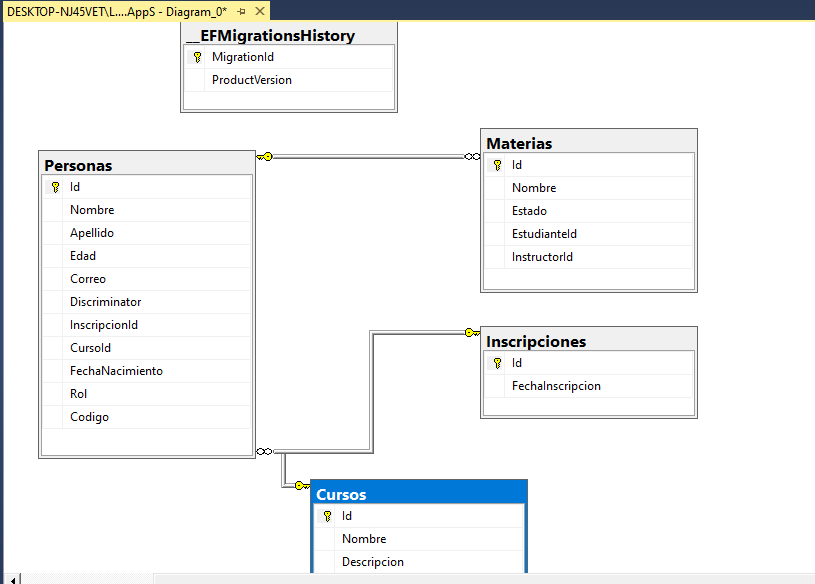 DESKTOP-NJ45VET\L....AppS - Diagram_0*
__EFMigrationsHistory
MigrationId
ProductVersion
Personas
Id
Nombre
Apellido
Edad
Correo
Discriminator
InscripcionId
CursoId
FechaNacimiento
Rol
Codigo
Materias
Id
Nombre
Estado
EstudianteId
InstructorId
Inscripciones
Id
FechaInscripcion
Cursos
Id
Nombre
Descripcion